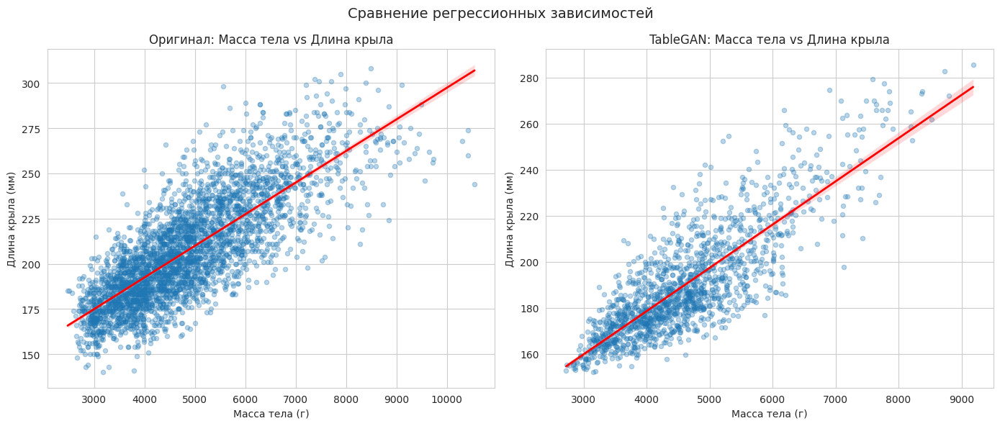 Сравнение регрессионных зависимостей
Оригинал: Масса тела vs Длина крыла
Длина крыла (мм)
300
275
250
225
200
175
150
3000 4000 5000 6000 7000 8000 9000 10000
Масса тела (г)
TableGAN: Масса тела vs Длина крыла
Длина крыла (мм)
280
260
240
220
200
180
160
3000 4000 5000 6000 7000 8000 9000
Масса тела (г)